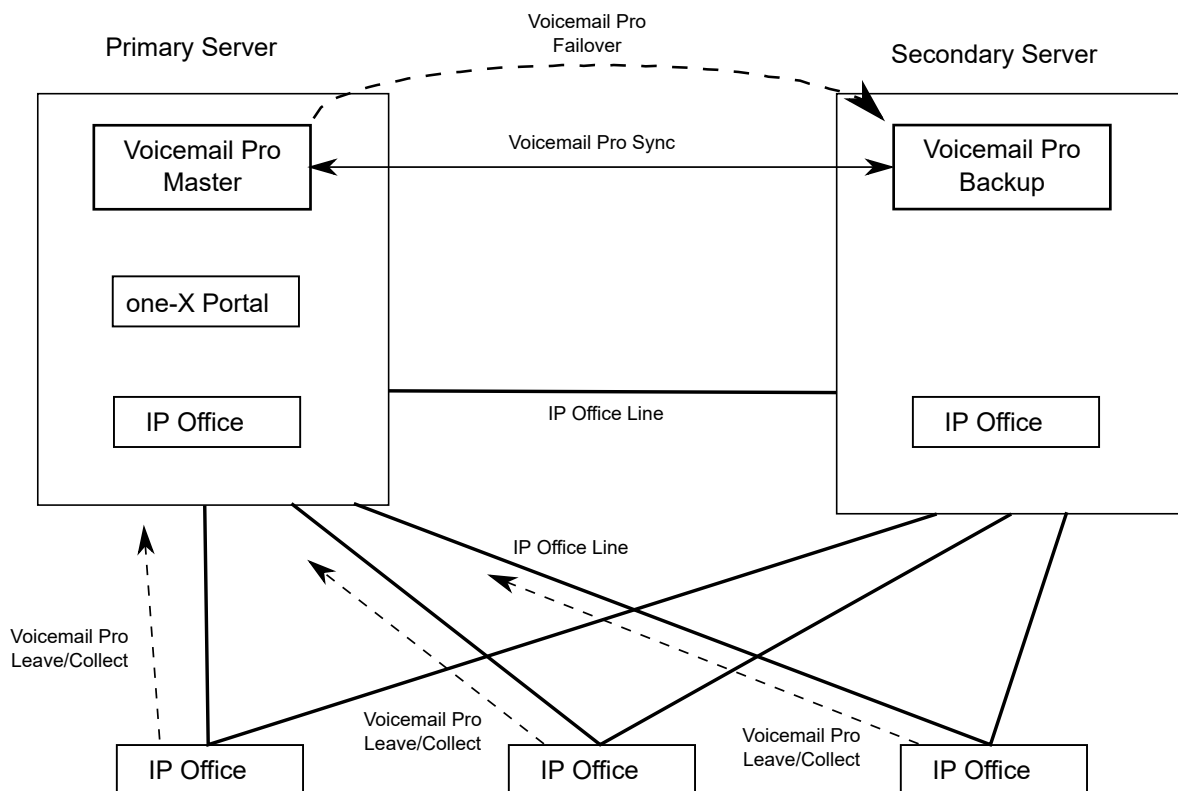 Voicemail Pro
Failover
Primary Server
Secondary Server
Voicemail Pro
Master
Voicemail Pro Sync
Voicemail Pro
Backup
one-X Portal
IP Office
IP Office Line
IP Office
IP Office Line
Voicemail Pro
Leave/Collect
Voicemail Pro
Leave/Collect
Voicemail Pro
Leave/Collect
IP Office
IP Office
IP Office